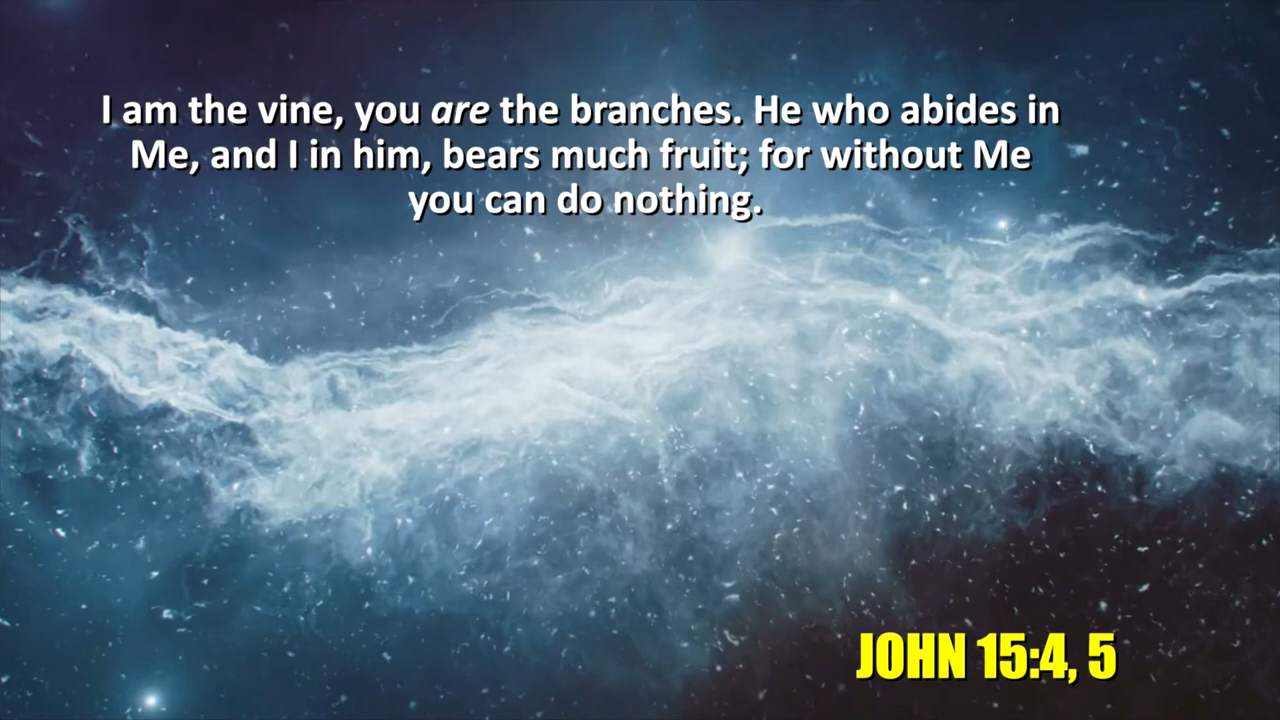 I am the vine, you are the branches. He who abides in
Me, and I in him, bears much fruit; for without Me
you can do nothing.
JOHN 15:4, 5